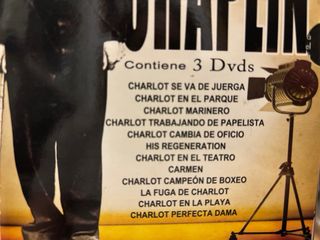 CHAPLIN
Contiene 3 Dvds
CHARLOT SE VA DE JUERGA
CHARLOT EN EL PARQUE
CHARLOT MARINERO
CHARLOT TRABAJANDO DE PAPELISTA
CHARLOT CAMBIA DE OFICIO
HIS REGENERATION
CHARLOT EN EL TEATRO
CARMEN
CHARLOT CAMPEÓN DE BOXEO
LA FUGA DE CHARLOT
CHARLOT EN LA PLAYA
CHARLOT PERFECTA DAMA